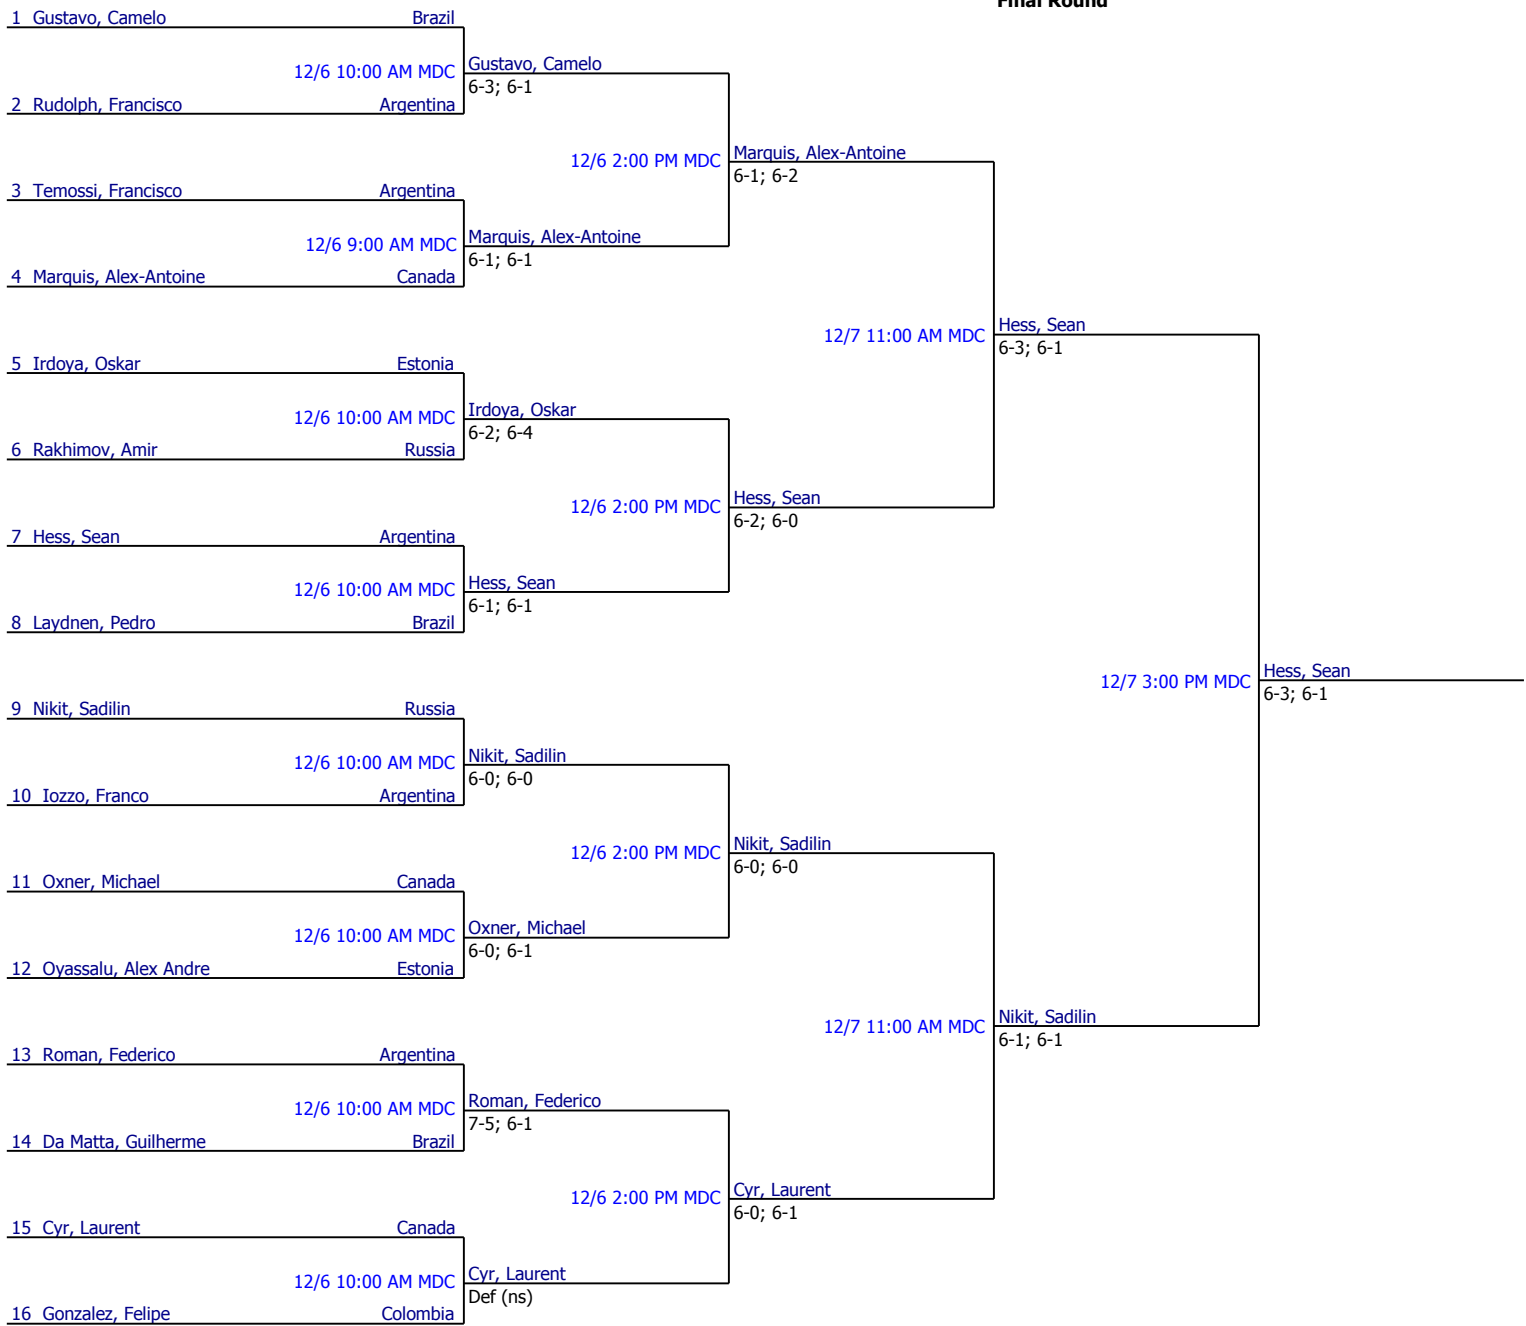 Final Round
1 Gustavo, Camelo Brazil
12/6 10:00 AM MDC
2 Rudolph, Francisco Argentina
3 Temossi, Francisco Argentina
12/6 9:00 AM MDC
4 Marquis, Alex-Antoine Canada
5 Irdoya, Oskar Estonia
12/6 10:00 AM MDC
6 Rakhimov, Amir Russia
7 Hess, Sean Argentina
12/6 10:00 AM MDC
8 Laydnen, Pedro Brazil
9 Nikit, Sadilin Russia
12/6 10:00 AM MDC
10 Iozzo, Franco Argentina
11 Oxner, Michael Canada
12/6 10:00 AM MDC
12 Oyassalu, Alex Andre Estonia
13 Roman, Federico Argentina
12/6 10:00 AM MDC
14 Da Matta, Guilherme Brazil
15 Cyr, Laurent Canada
12/6 10:00 AM MDC
16 Gonzalez, Felipe Colombia
Gustavo, Camelo
6-3; 6-1
12/6 2:00 PM MDC
Marquis, Alex-Antoine
6-1; 6-1
Irdoya, Oskar
6-2; 6-4
12/6 2:00 PM MDC
Hess, Sean
6-1; 6-1
Nikit, Sadilin
6-0; 6-0
12/6 2:00 PM MDC
Oxner, Michael
6-0; 6-1
Roman, Federico
7-5; 6-1
12/6 2:00 PM MDC
Cyr, Laurent
Def (ns)
Marquis, Alex-Antoine
6-1; 6-2
12/7 11:00 AM MDC
Hess, Sean
6-2; 6-0
Nikit, Sadilin
6-0; 6-0
12/7 11:00 AM MDC
Cyr, Laurent
6-0; 6-1
Hess, Sean
6-3; 6-1
12/7 3:00 PM MDC
Nikit, Sadilin
6-1; 6-1
Hess, Sean
6-3; 6-1